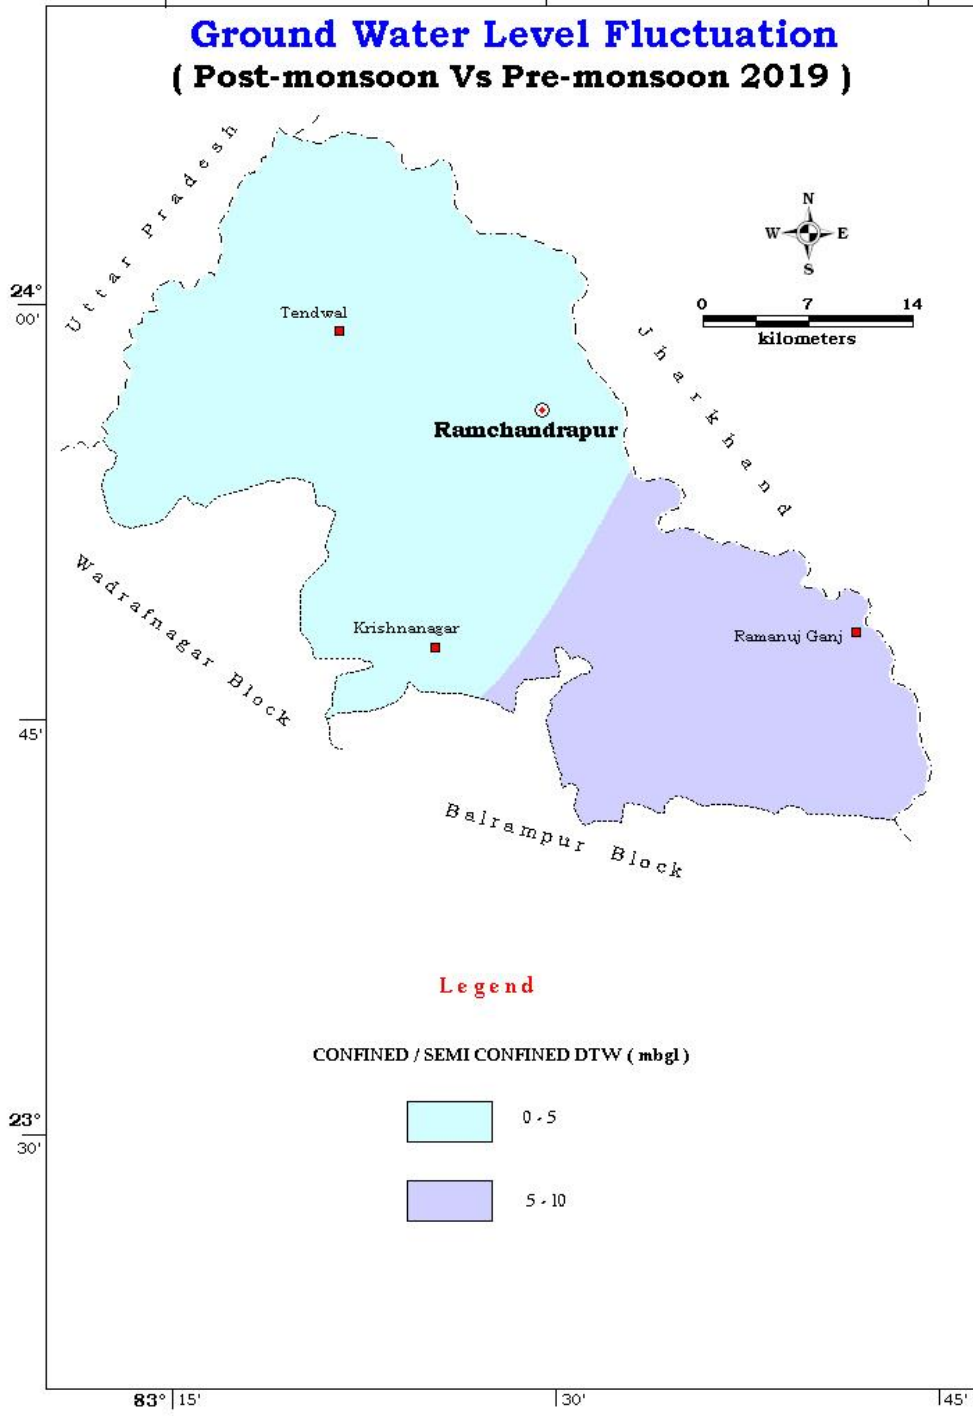 Ground Water Level Fluctuation
( Post-monsoon Vs Pre-monsoon 2019 )
Uttar Pradesh
N
W E
S
24°
00'
0 7 14
kilometers
Tendwal
Jharkhand
Ramchandrapur
Wadrafnagar Block
Krishnanagar
Ramanuj Ganj
45'
Balrampur Block
Legend
CONFINED / SEMI CONFINED DTW ( mbgl )
0 - 5
23°
30'
5 - 10
83° 15' 30' 45'